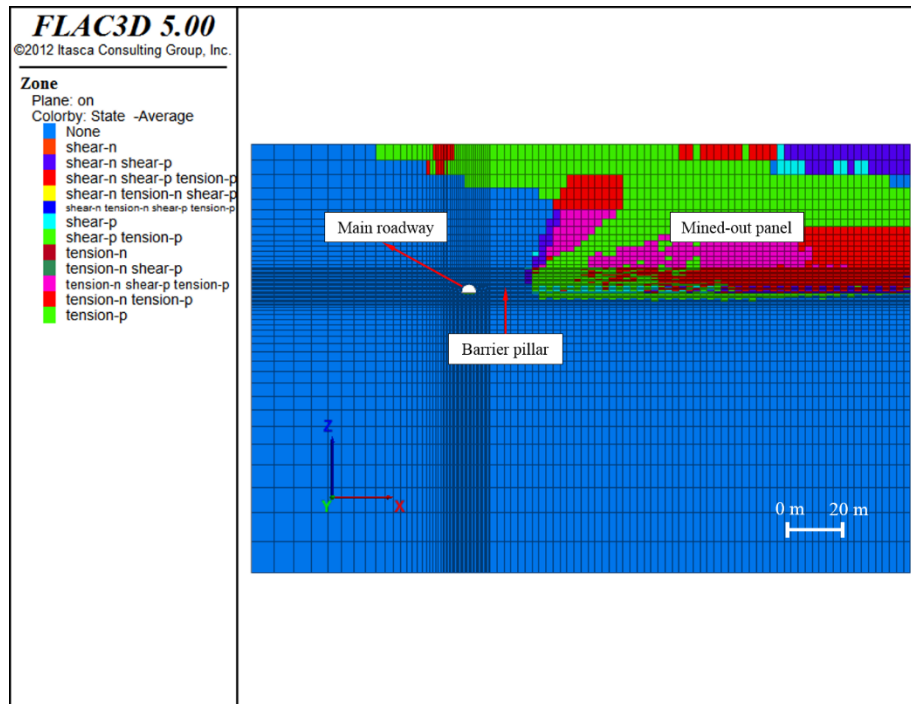 FLAC3D 5.00
©2012 Itasca Consulting Group, Inc.
Zone
Plane: on
Colorby: State -Average
None
shear-n
shear-n shear-p
shear-n shear-p tension-p
shear-n tension-n shear-p
shear-n tension-n shear-p tension-p
shear-p
shear-p tension-p
tension-n
tension-n shear-p
tension-n shear-p tension-p
tension-n tension-p
tension-p
Main roadway
Mined-out panel
Barrier pillar
Z
Y
X
0 m 20 m